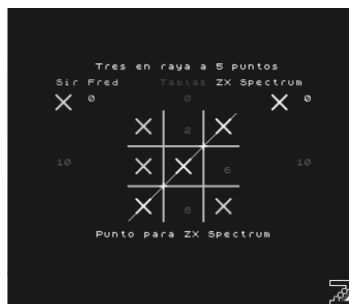 Tres en raya a 5 puntos
Sir Fred Tablas ZX Spectrum
0 0 0
2
10 6 10
8
Punto para ZX Spectrum